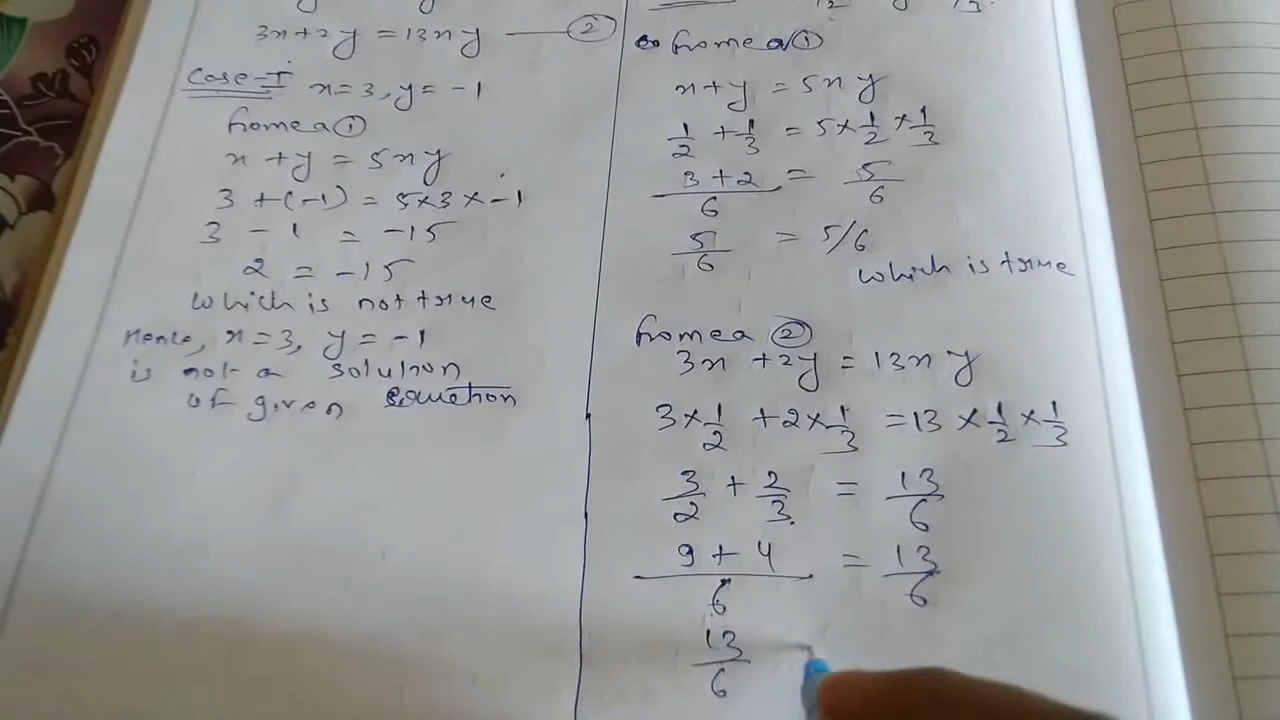 3x+2y = 13xy —— ②
Case-I x=3, y= -1
from eq ①
x + y = 5xy
3 +(-1) = 5×3×-1
3 - 1 = -15
2 = -15
which is not true
Hence, x=3, y= -1
is not a solution
of given equation
12 y 13.
from eq ①
x+y = 5xy
1/2 + 1/3 = 5×1/2×1/3
3+2/6 = 5/6
5/6 = 5/6
which is true
from eq ②
3x +2y = 13xy
3×1/2 +2×1/3 = 13×1/2×1/3
3/2 + 2/3 = 13/6
9+4/6 = 13/6
13/6